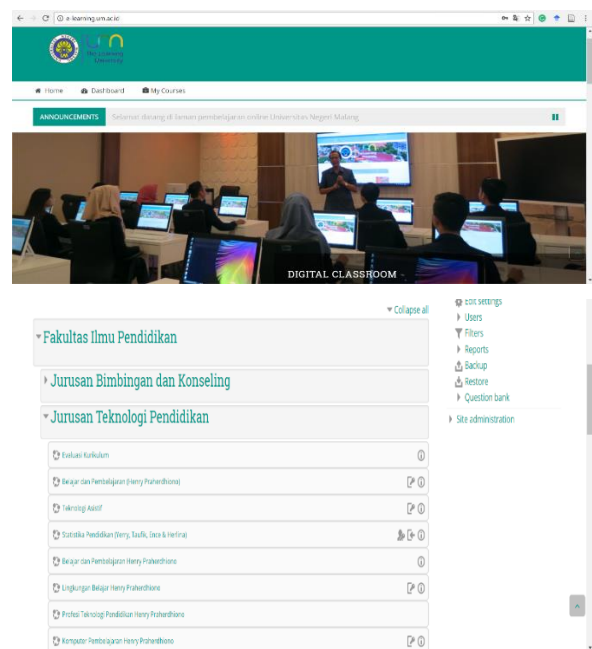 e-learning.um.ac.id
The Learning
University
Home Dashboard My Courses
ANNOUNCEMENTS Selamat datang di laman pembelajaran online Universitas Negeri Malang
DIGITAL CLASSROOM
Collapse all
Fakultas Ilmu Pendidikan
Jurusan Bimbingan dan Konseling
Jurusan Teknologi Pendidikan
Evaluasi Kurikulum
Belajar dan Pembelajaran (Henry Praherdhiono)
Teknologi Asistif
Statistika Pendidikan (Yerry, Taufik, Ence & Herlina)
Belajar dan Pembelajaran Henry Praherdhiono
Lingkungan Belajar Henry Praherdhiono
Profesi Teknologi Pendidikan Henry Praherdhiono
Komputer Pembelajaran Henry Praherdhiono
Edit settings
Users
Filters
Reports
Backup
Restore
Question bank
Site administration